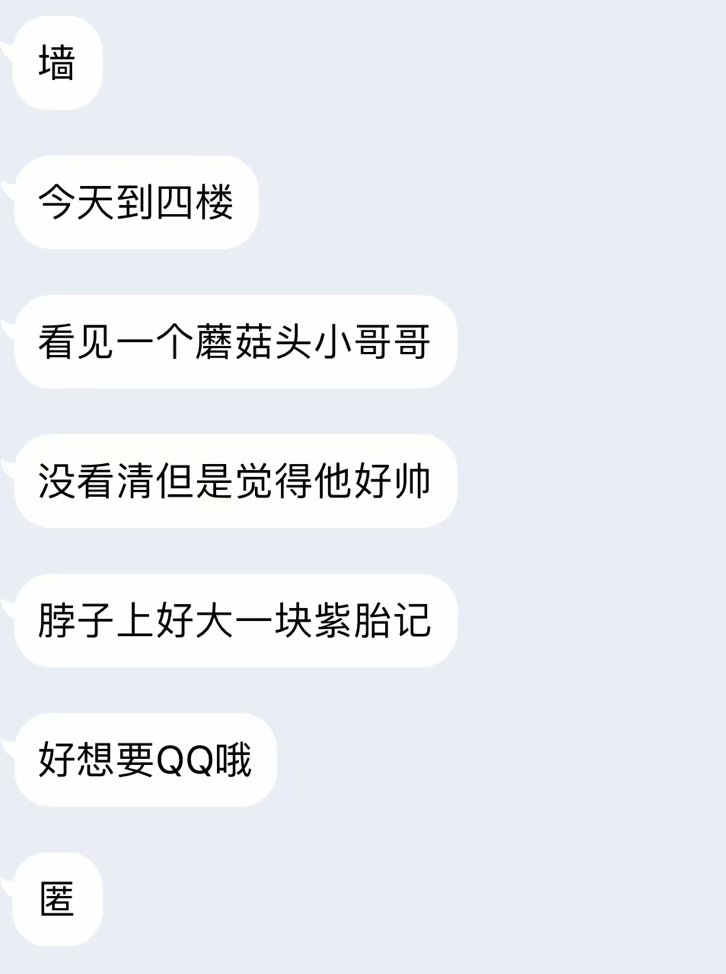 墙
今天到四楼
看见一个蘑菇头小哥哥
没看清但是觉得他好帅
脖子上好大一块紫胎记
好想要QQ哦
匿